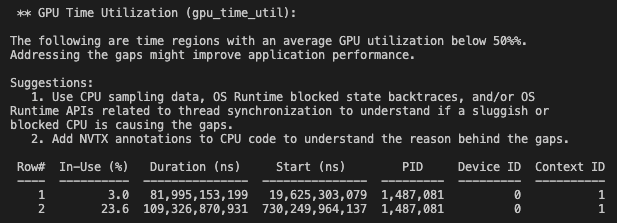 ** GPU Time Utilization (gpu_time_util):
The following are time regions with an average GPU utilization below 50%%.
Addressing the gaps might improve application performance.
Suggestions:
1. Use CPU sampling data, OS Runtime blocked state backtraces, and/or OS
Runtime APIs related to thread synchronization to understand if a sluggish or
blocked CPU is causing the gaps.
2. Add NVTX annotations to CPU code to understand the reason behind the gaps.
Row# In-Use (%) Duration (ns) Start (ns) PID Device ID Context ID
---- ---------- --------------- --------------- --------- --------- ----------
1 3.0 81,995,153,199 19,625,303,079 1,487,081 0 1
2 23.6 109,326,870,931 730,249,964,137 1,487,081 0 1